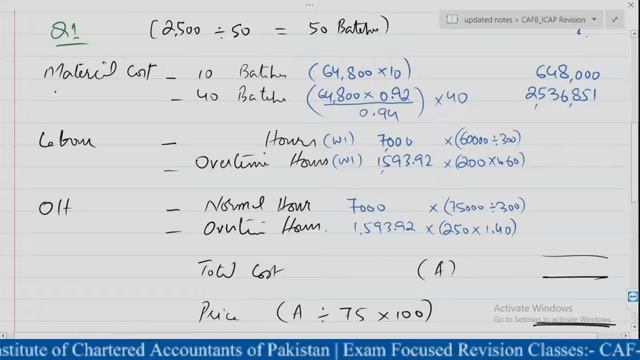 updated notes > CAF8_ICAP Revision
Q1 (2,500 ÷ 50 = 50 Batches)
Material Cost – 10 Batches (64,800 × 10) 648,000
– 40 Batches (64,800 × 0.92 / 0.94) × 40 2,536,851
Labour – Hours (W1) 7000 × (60000 ÷ 300)
– Overtime Hours (W1) 1,593.92 × (200 × 1.60)
OH – Normal Hour 7000 × (75000 ÷ 300)
– Overtime Hours. 1,593.92 × (250 × 1.40)
Total Cost (A)
Price (A ÷ 75 × 100)
Activate Windows
Go to Settings to activate Windows.
nstitute of Chartered Accountants of Pakistan | Exam Focused Revision Classes:- CAF-